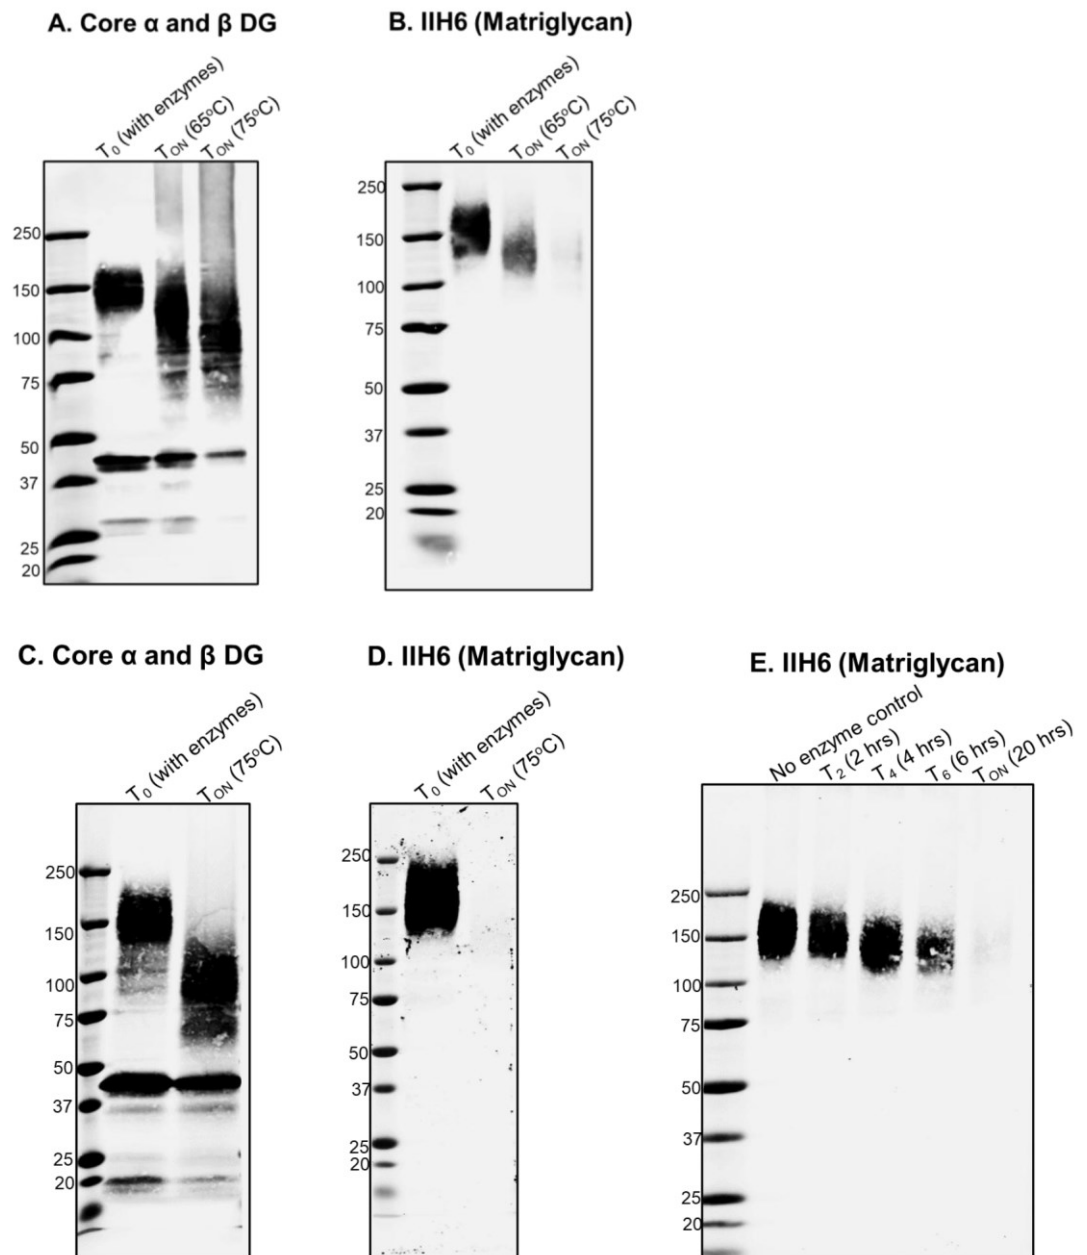 A. Core α and β DG
T0 (with enzymes)
TON (65°C)
TON (75°C)
250
150
100
75
50
37
25
20
B. IIH6 (Matriglycan)
T0 (with enzymes)
TON (65°C)
TON (75°C)
250
150
100
75
50
37
25
20
C. Core α and β DG
T0 (with enzymes)
TON (75°C)
250
150
100
75
50
37
25
20
D. IIH6 (Matriglycan)
T0 (with enzymes)
TON (75°C)
250
150
100
75
50
37
25
20
E. IIH6 (Matriglycan)
No enzyme control
T2 (2 hrs)
T4 (4 hrs)
T6 (6 hrs)
TON (20 hrs)
250
150
100
75
50
37
25
20